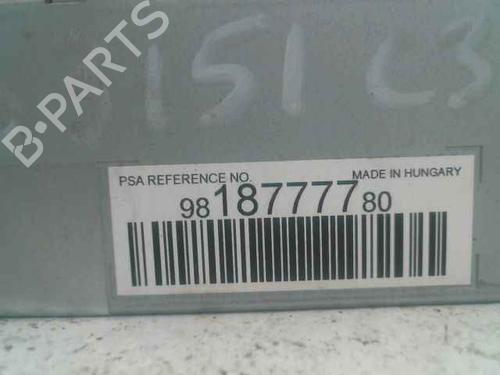 151 C3
B-PARTS
PSA REFERENCE NO. MADE IN HUNGARY
9818777780